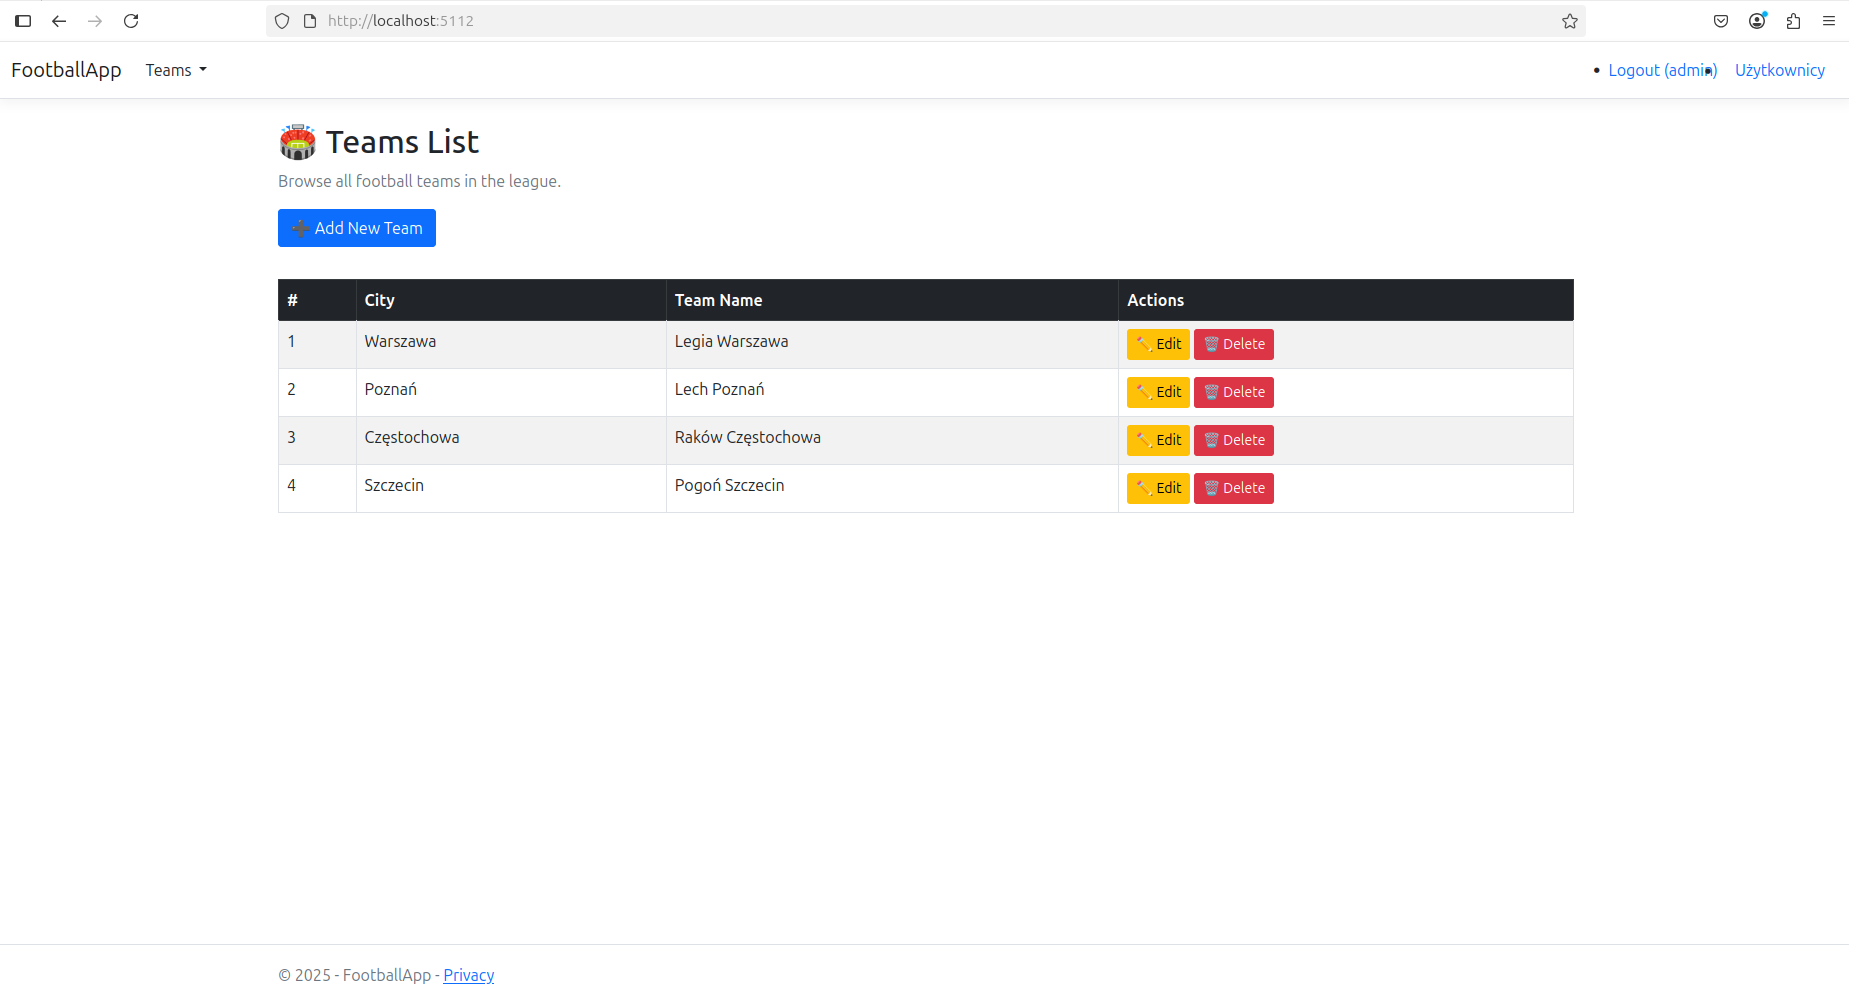 http://localhost:5112
FootballApp Teams Logout (admin) Użytkownicy
Teams List
Browse all football teams in the league.
Add New Team
# City Team Name Actions
1 Warszawa Legia Warszawa Edit Delete
2 Poznań Lech Poznań Edit Delete
3 Częstochowa Raków Częstochowa Edit Delete
4 Szczecin Pogoń Szczecin Edit Delete
© 2025 - FootballApp - Privacy